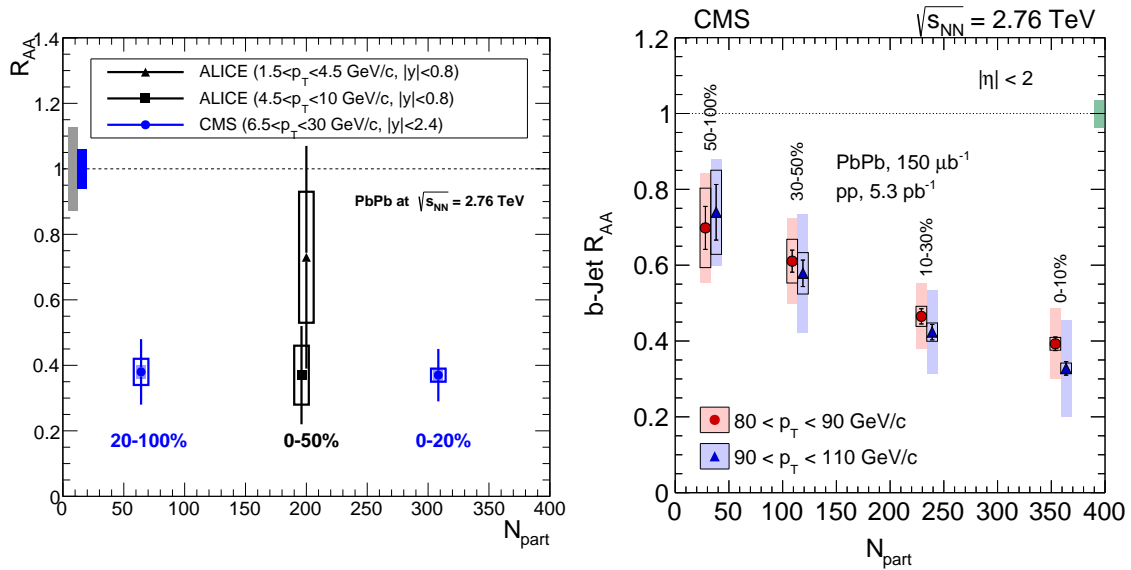 R_AA
1.4
1.2
1
0.8
0.6
0.4
0.2
0
ALICE (1.5<p_T<4.5 GeV/c, |y|<0.8)
ALICE (4.5<p_T<10 GeV/c, |y|<0.8)
CMS (6.5<p_T<30 GeV/c, |y|<2.4)
PbPb at √s_NN = 2.76 TeV
20-100%
0-50%
0-20%
0 50 100 150 200 250 300 350 400
N_part
CMS
√s_NN = 2.76 TeV
b-Jet R_AA
1.2
1
0.8
0.6
0.4
0.2
0
|η| < 2
50-100%
30-50%
10-30%
0-10%
PbPb, 150 μb⁻¹
pp, 5.3 pb⁻¹
80 < p_T < 90 GeV/c
90 < p_T < 110 GeV/c
0 50 100 150 200 250 300 350 400
N_part